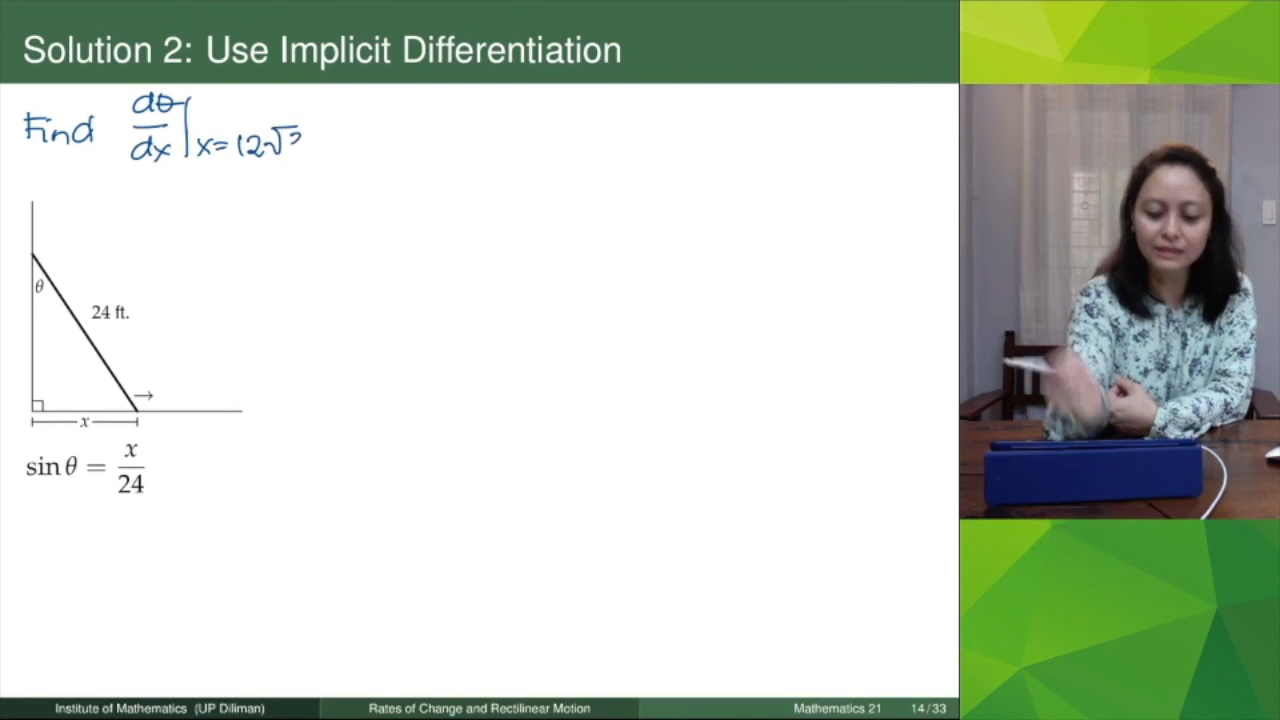 Solution 2: Use Implicit Differentiation
Find dθ/dx | x = 12√3
θ
24 ft.
→
x
sin θ = x/24
Institute of Mathematics (UP Diliman) Rates of Change and Rectilinear Motion Mathematics 21 14/33